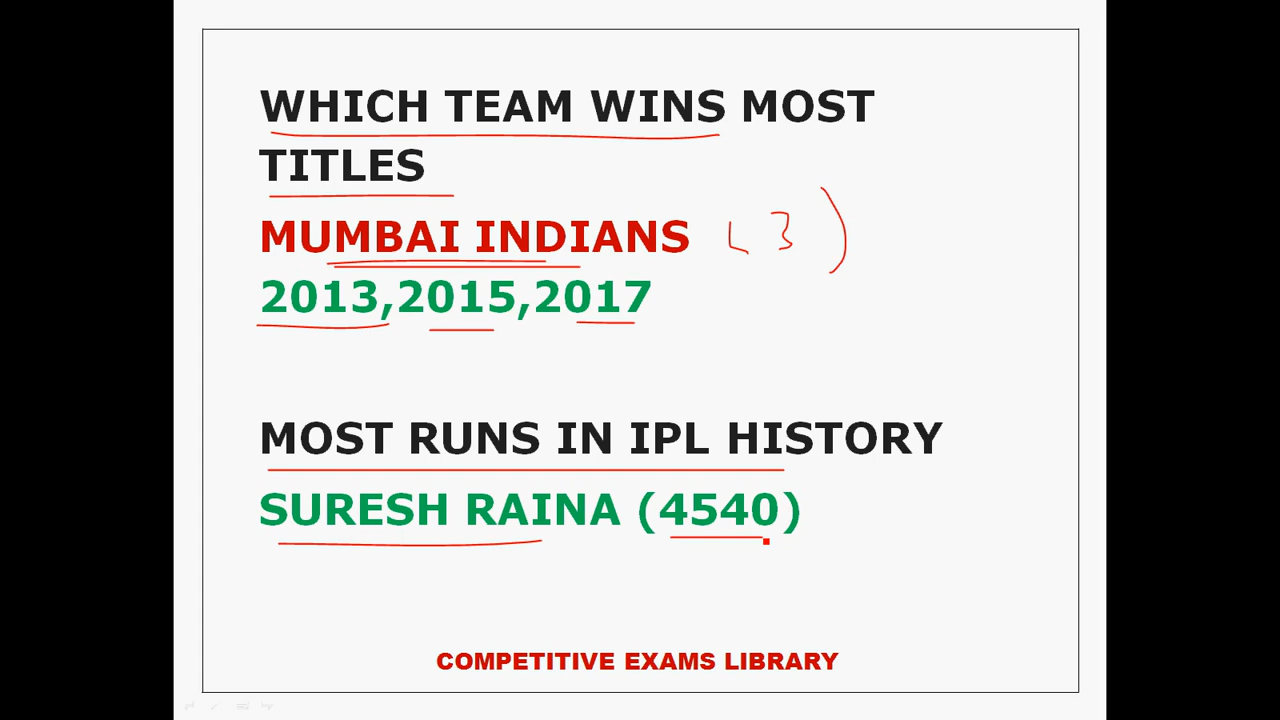 WHICH TEAM WINS MOST
TITLES
MUMBAI INDIANS ( 3 )
2013,2015,2017
MOST RUNS IN IPL HISTORY
SURESH RAINA (4540)
COMPETITIVE EXAMS LIBRARY